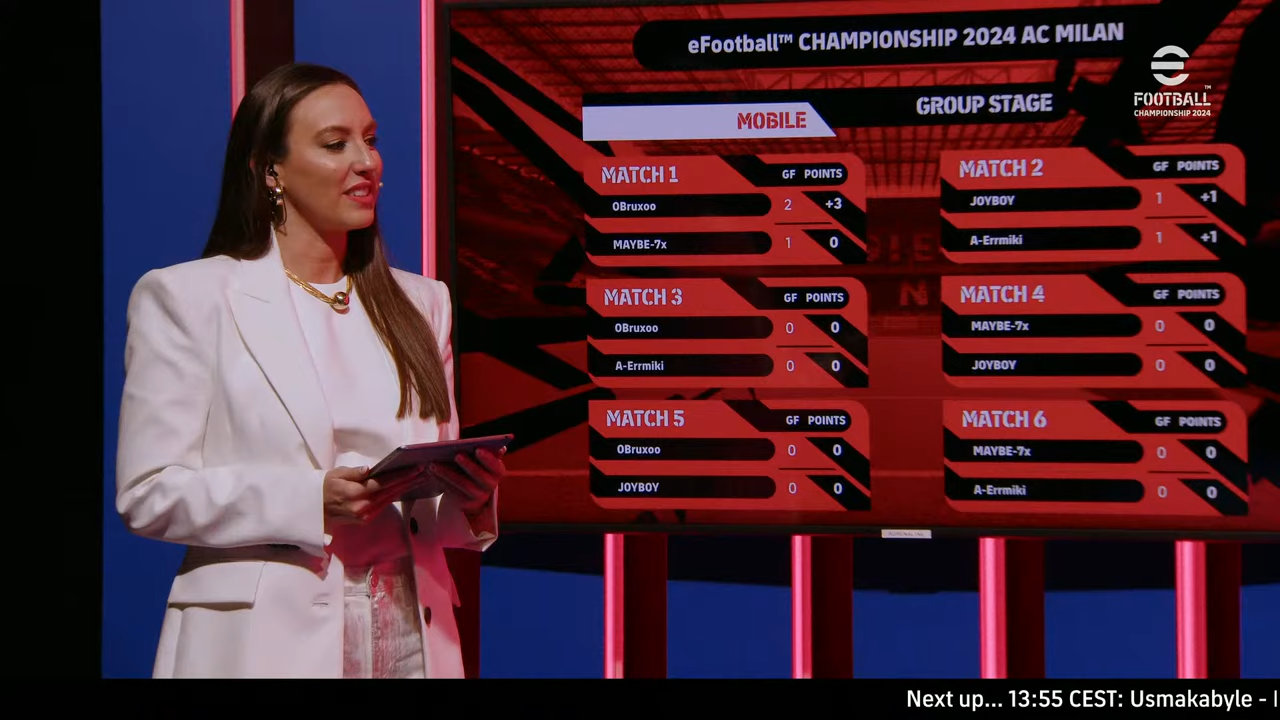 eFootball™ CHAMPIONSHIP 2024 AC MILAN
GROUP STAGE
MOBILE
FOOTBALL™
CHAMPIONSHIP 2024
MATCH 1 GF POINTS
OBruxoo 2 +3
MAYBE-7x 1 0
MATCH 2 GF POINTS
JOYBOY 1 +1
A-Errmiki 1 +1
MATCH 3 GF POINTS
OBruxoo 0 0
A-Errmiki 0 0
MATCH 4 GF POINTS
MAYBE-7x 0 0
JOYBOY 0 0
MATCH 5 GF POINTS
OBruxoo 0 0
JOYBOY 0 0
MATCH 6 GF POINTS
MAYBE-7x 0 0
A-Errmiki 0 0
Next up... 13:55 CEST: Usmakabyle -